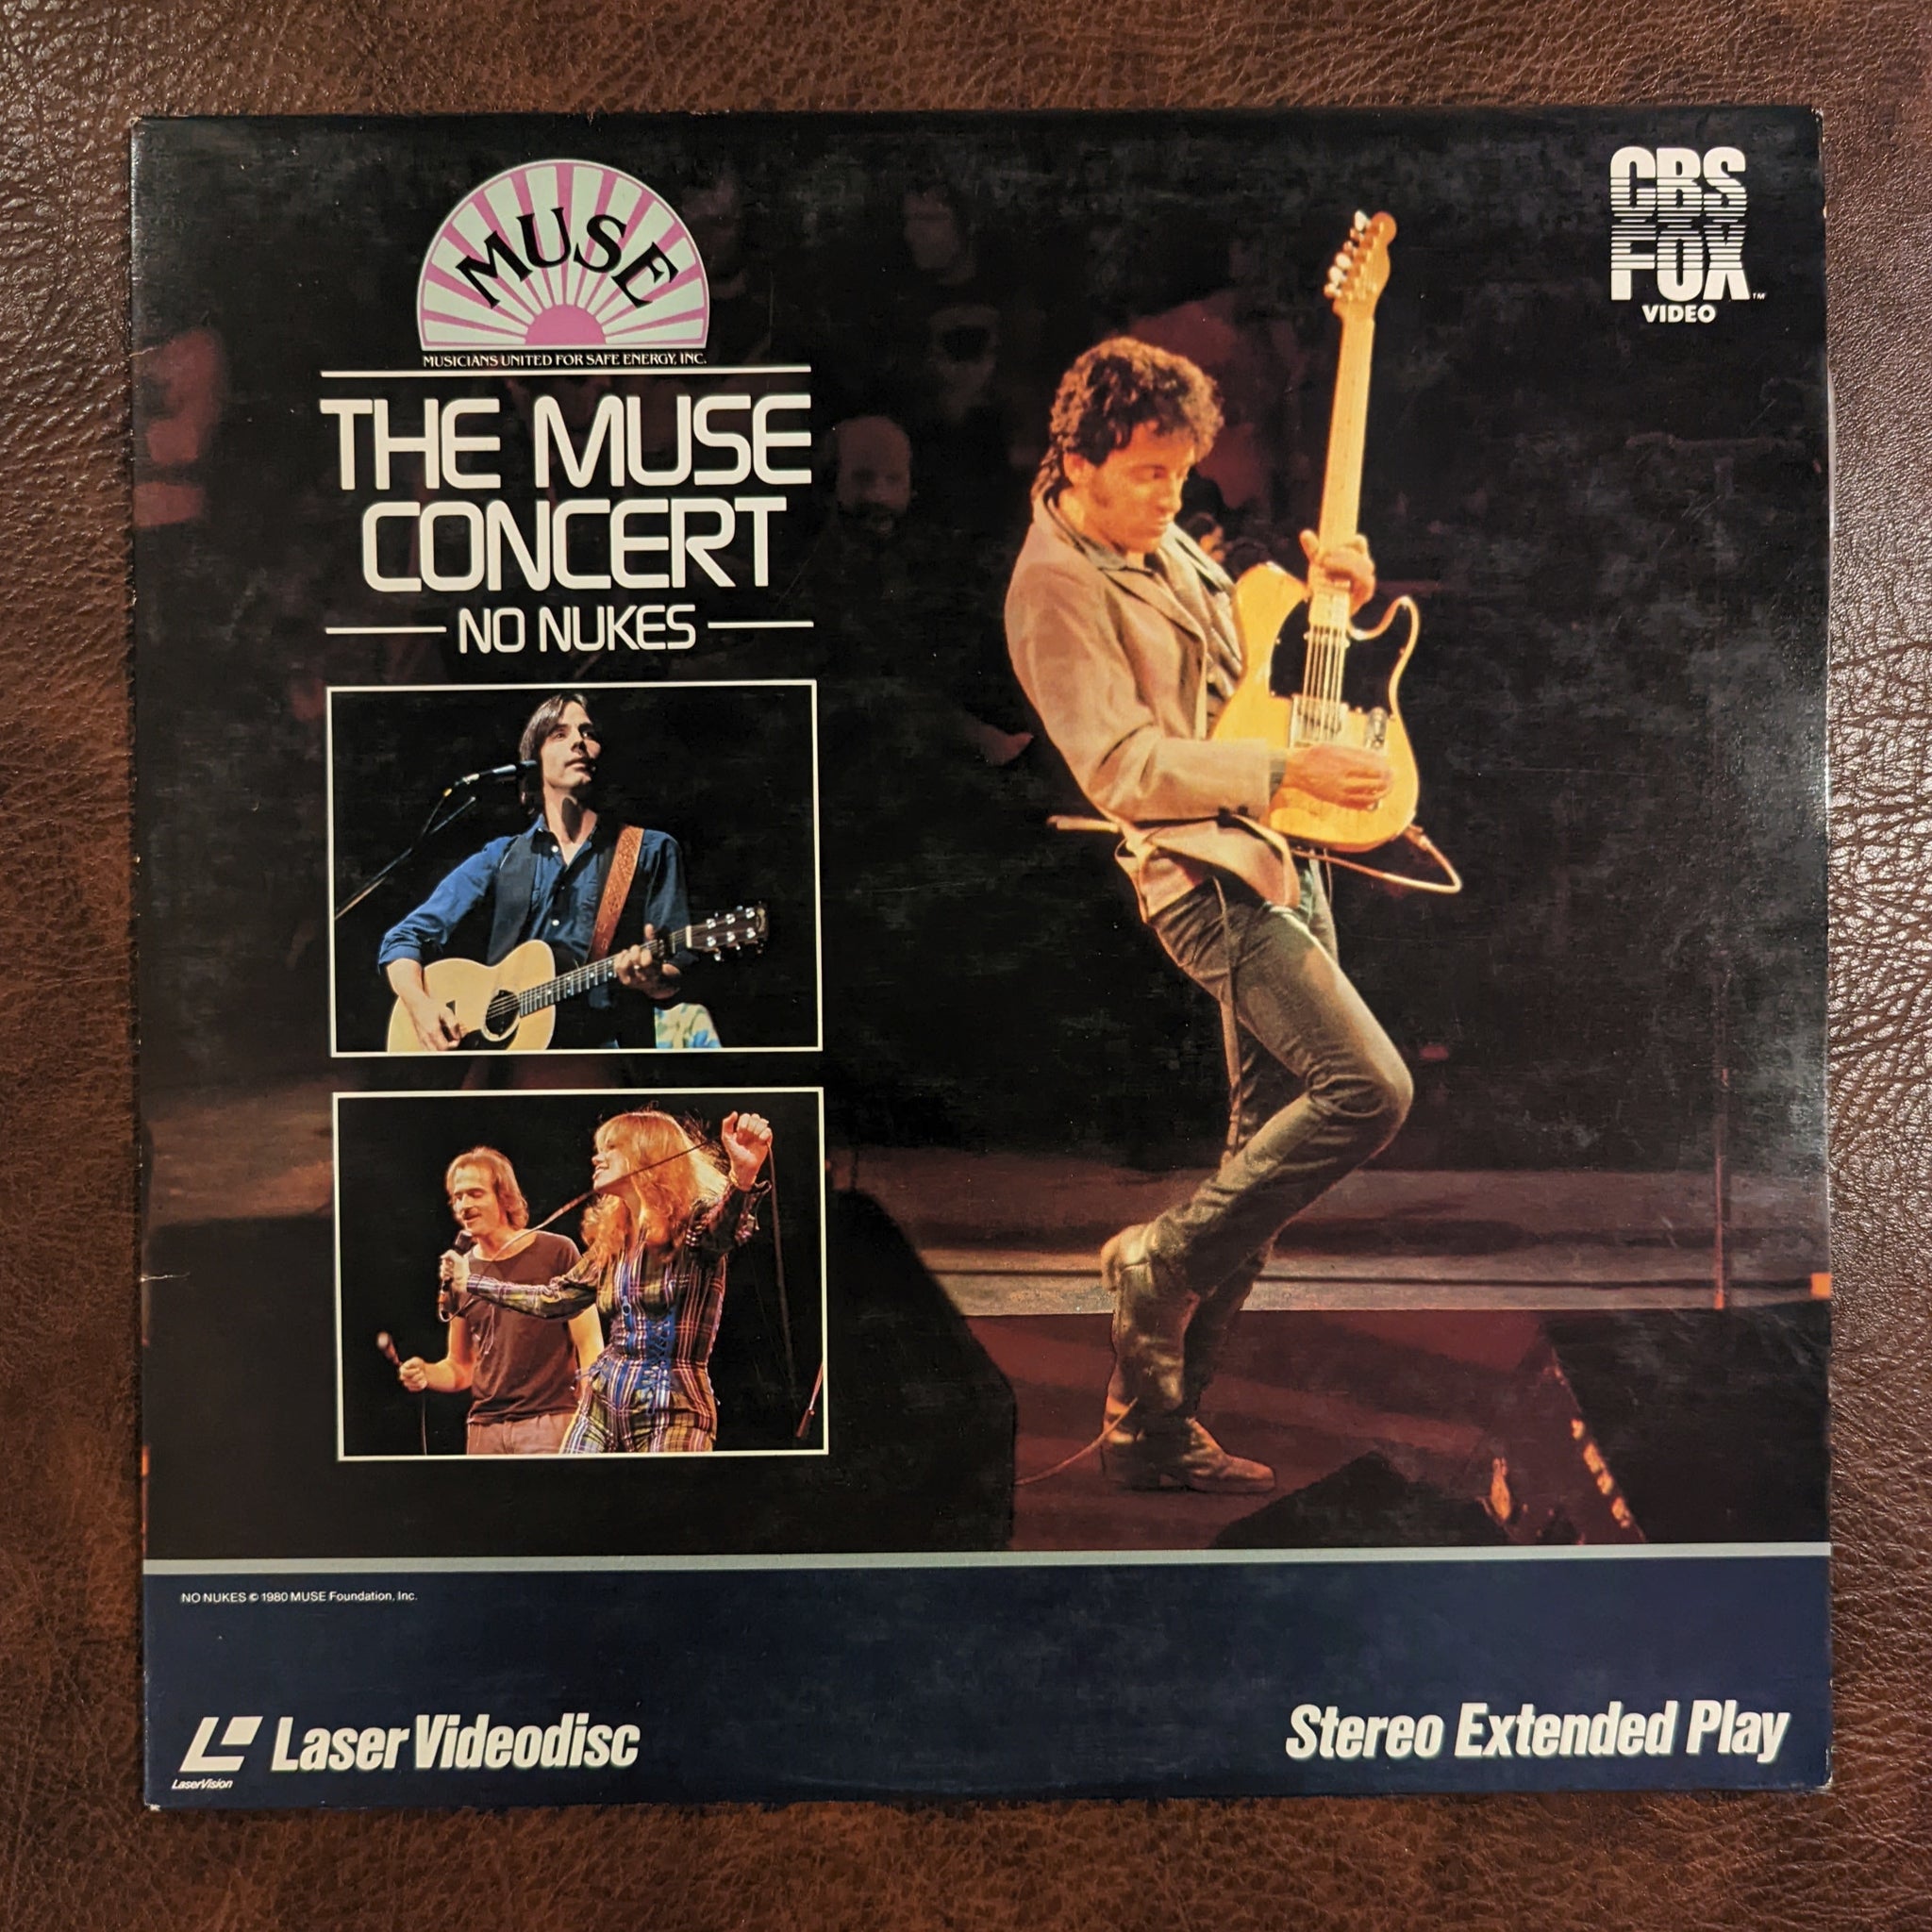 MUSE
MUSICIANS UNITED FOR SAFE ENERGY, INC.
THE MUSE
CONCERT
NO NUKES
CBS
FOX
™
VIDEO
NO NUKES © 1980 MUSE Foundation, Inc.
Laser Videodisc
LaserVision
Stereo Extended Play